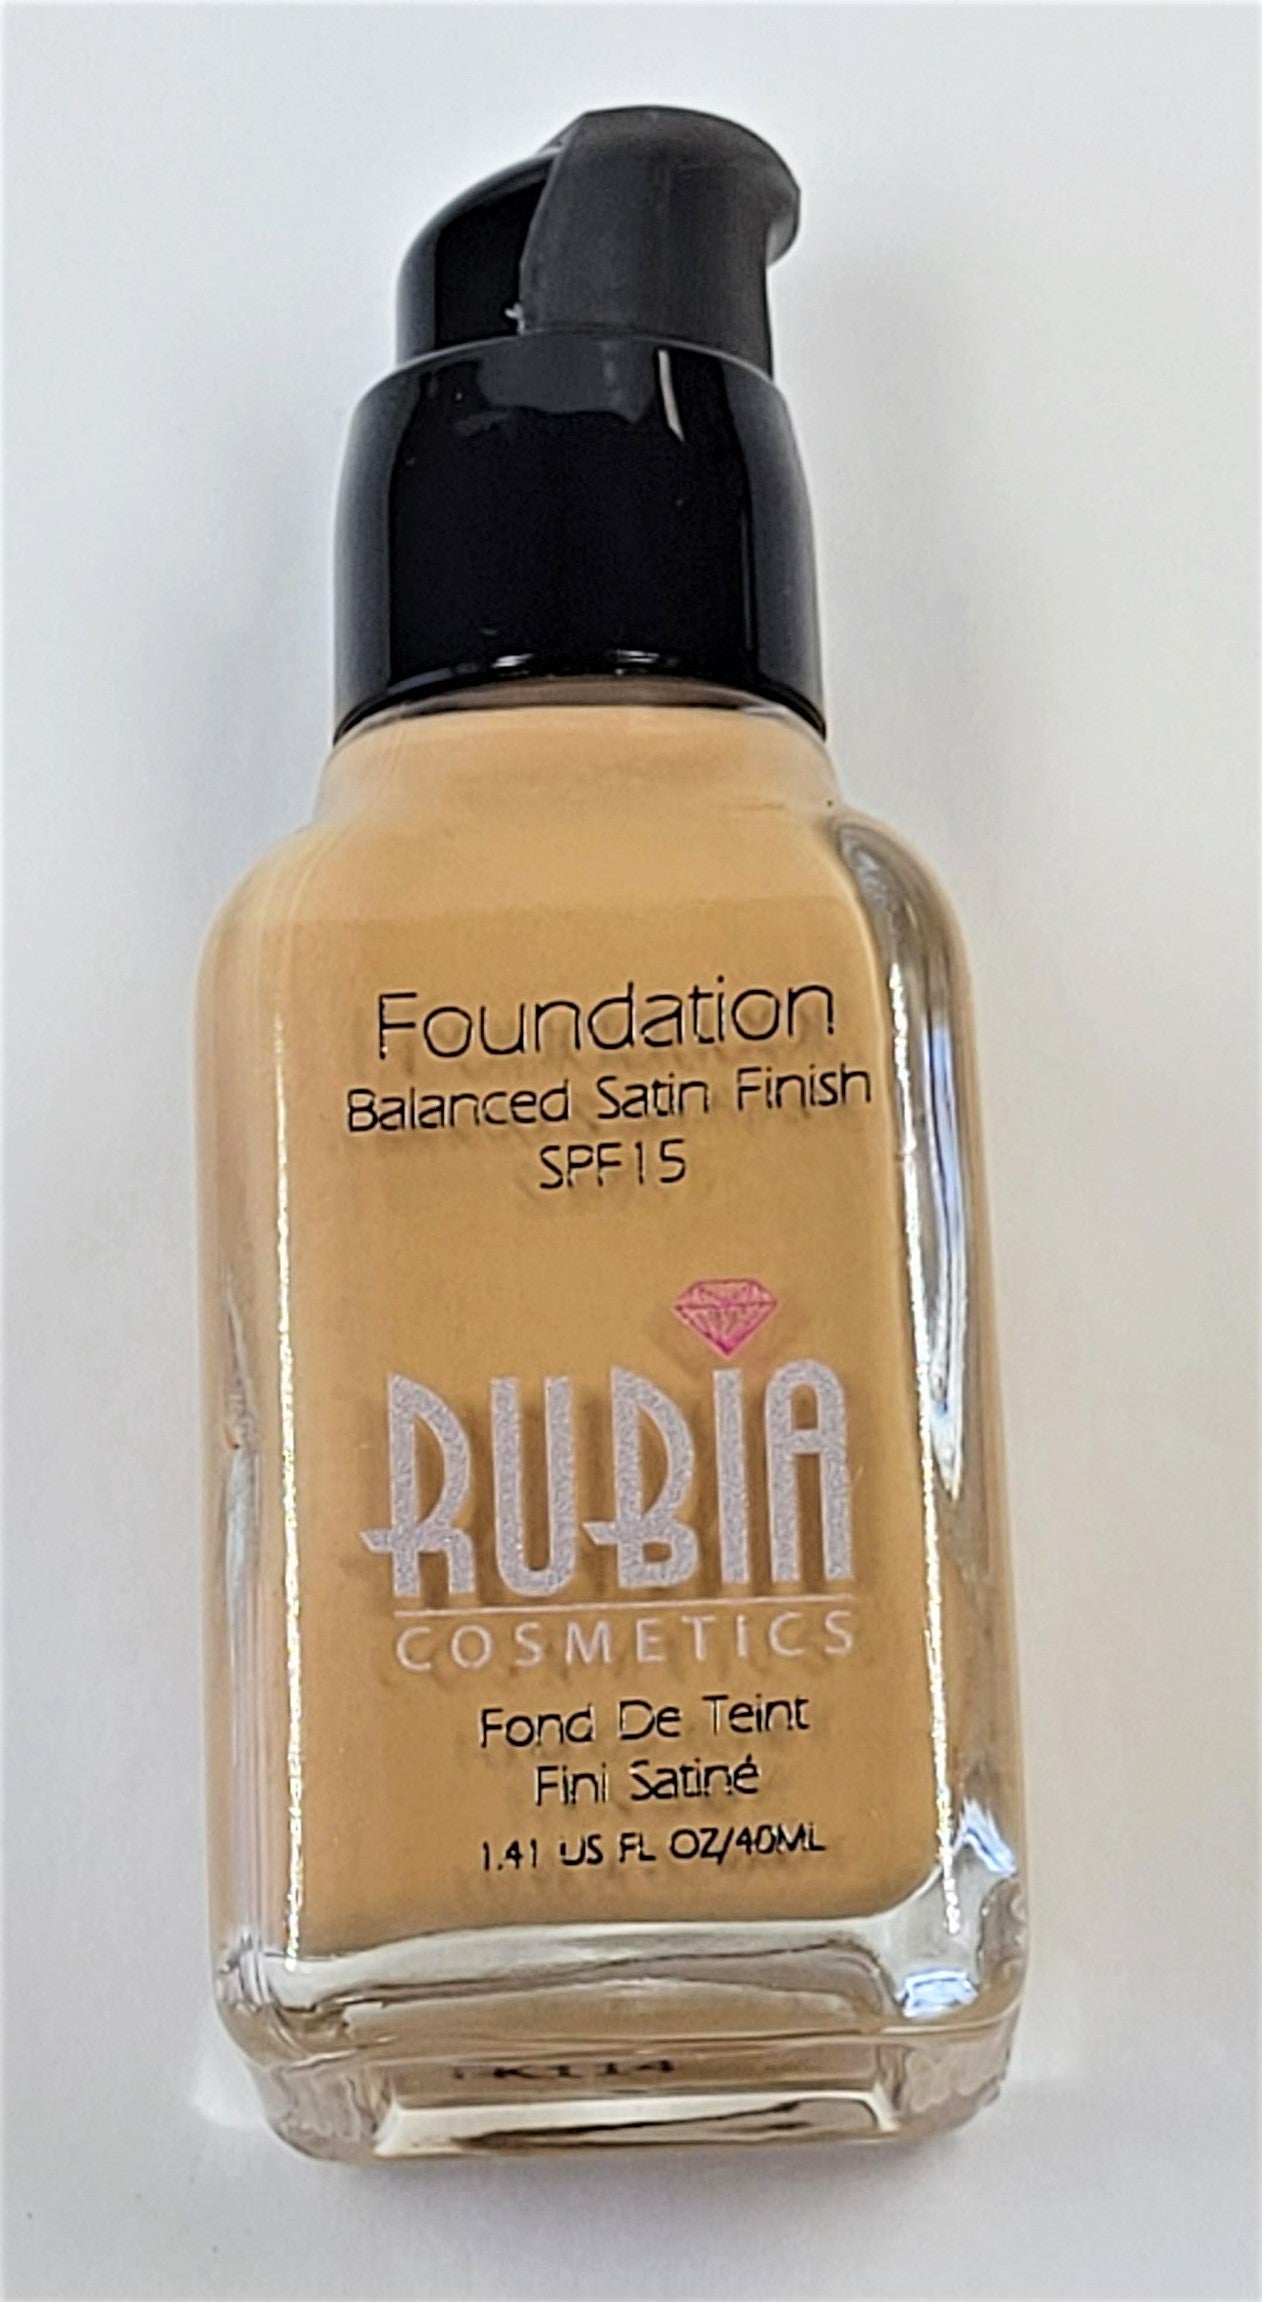 Foundation
Balanced Satin Finish
SPF15
RUBIA
COSMETICS
Fond De Teint
Fini Satiné
1.41 US FL OZ/40ML